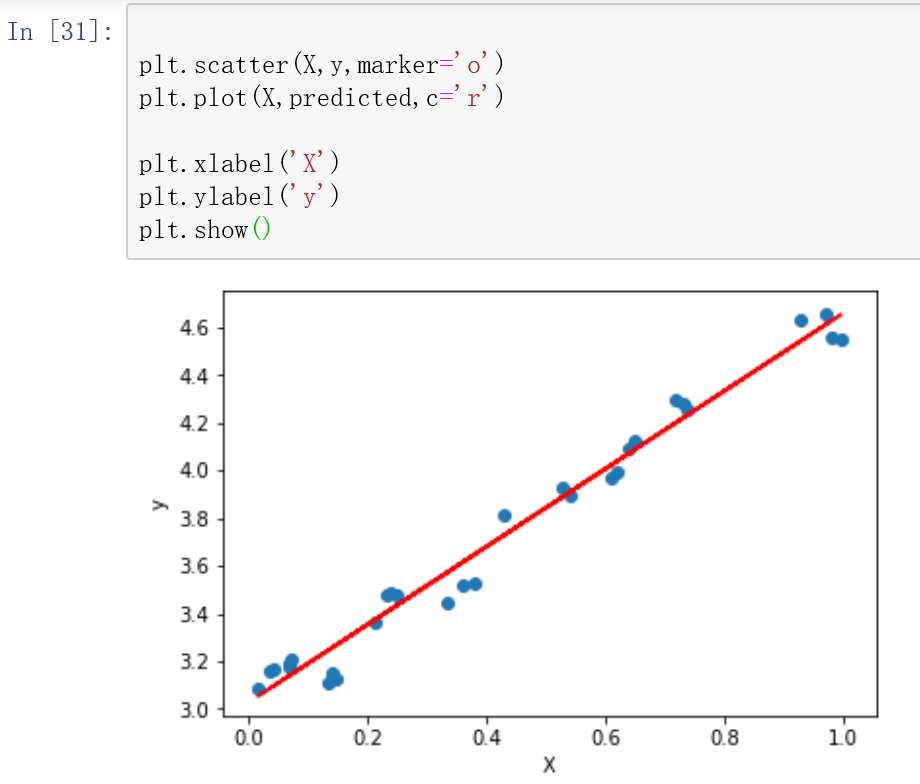 In [31]:
plt.scatter(X,y,marker='o')
plt.plot(X,predicted,c='r')
plt.xlabel('X')
plt.ylabel('y')
plt.show()
4.6
4.4
4.2
4.0
3.8
3.6
3.4
3.2
3.0
y
0.0 0.2 0.4 0.6 0.8 1.0
X